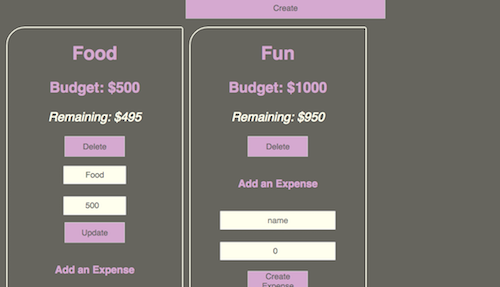 Create
Food
Budget: $500
Remaining: $495
Delete
Food
500
Update
Add an Expense
Fun
Budget: $1000
Remaining: $950
Delete
Add an Expense
name
0
Create
Expense